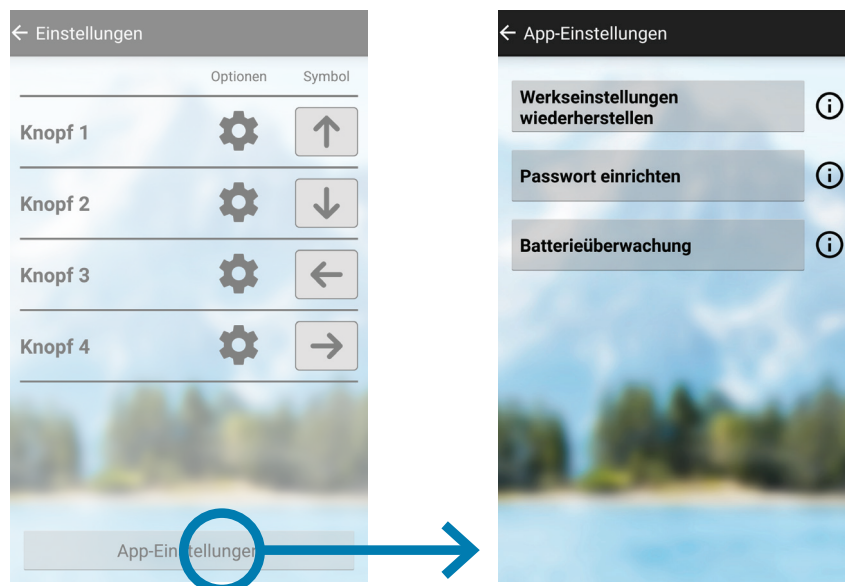 Einstellungen
Optionen Symbol
Knopf 1
Knopf 2
Knopf 3
Knopf 4
App-Einstellungen
App-Einstellungen
Werkseinstellungen
wiederherstellen
Passwort einrichten
Batterieüberwachung